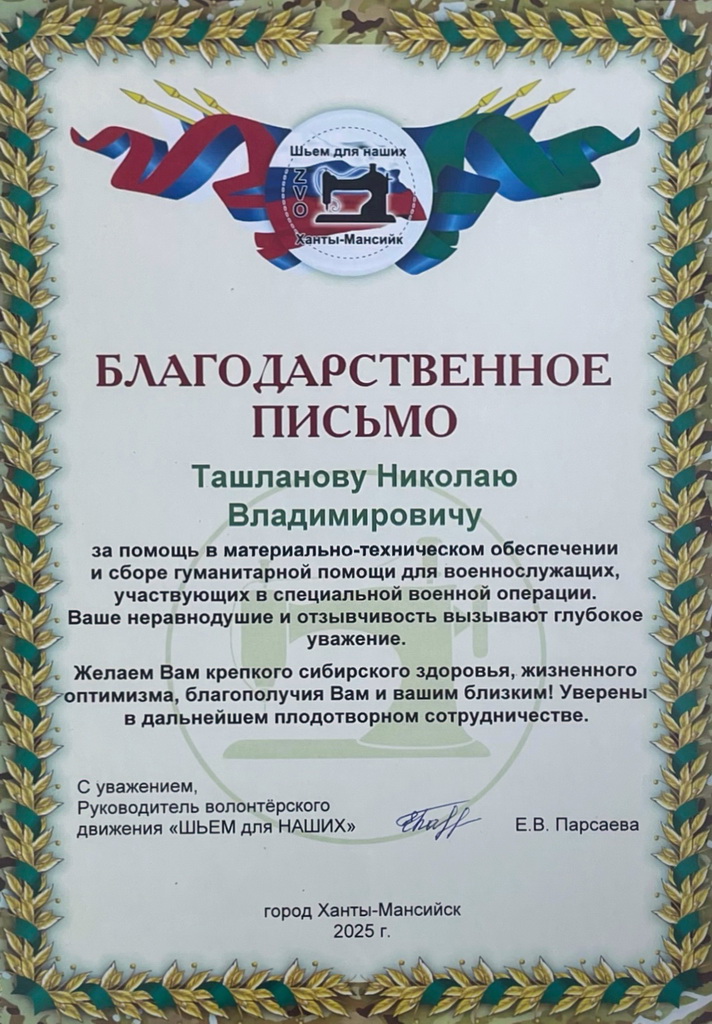 Шьем для наших
ZVO
Ханты-Мансийк
БЛАГОДАРСТВЕННОЕ
ПИСЬМО
Ташланову Николаю
Владимировичу
за помощь в материально-техническом обеспечении
и сборе гуманитарной помощи для военнослужащих,
участвующих в специальной военной операции.
Ваше неравнодушие и отзывчивость вызывают глубокое
уважение.
Желаем Вам крепкого сибирского здоровья, жизненного
оптимизма, благополучия Вам и вашим близким! Уверены
в дальнейшем плодотворном сотрудничестве.
С уважением,
Руководитель волонтёрского
движения «ШЬЕМ для НАШИХ»
Е.В. Парсаева
город Ханты-Мансийск
2025 г.